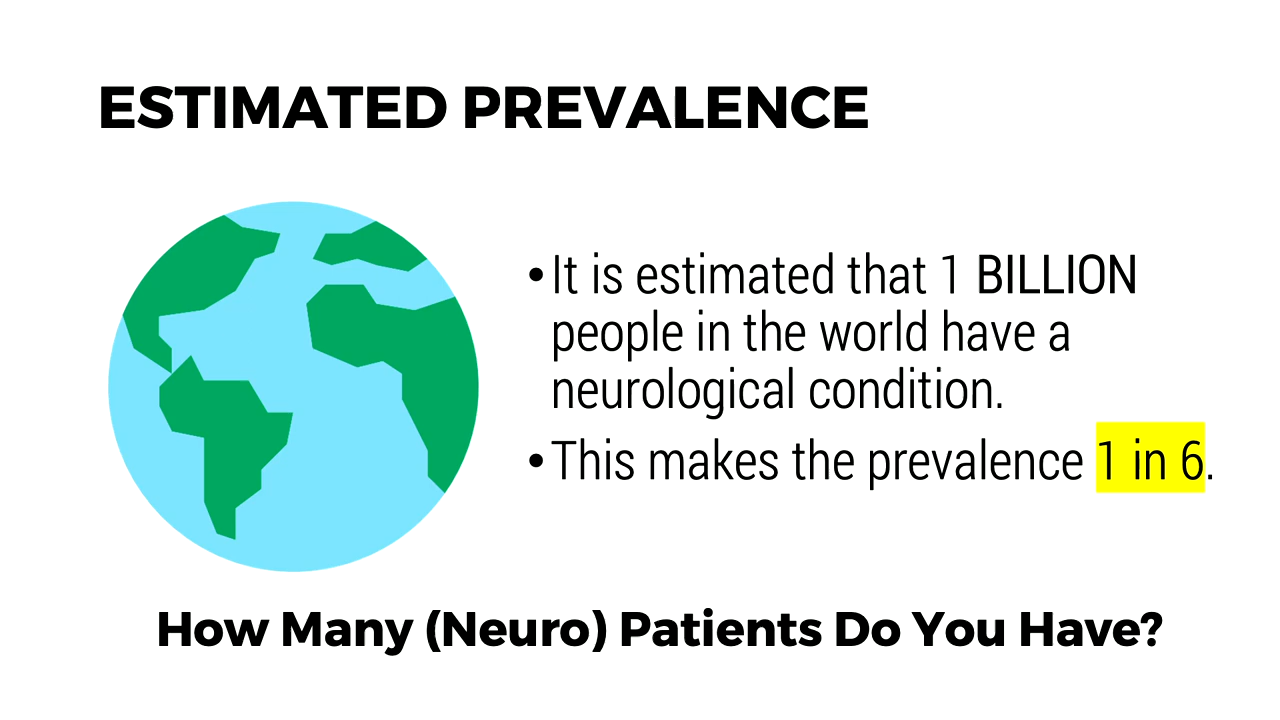 ESTIMATED PREVALENCE
•It is estimated that 1 BILLION
people in the world have a
neurological condition.
•This makes the prevalence 1 in 6.
How Many (Neuro) Patients Do You Have?